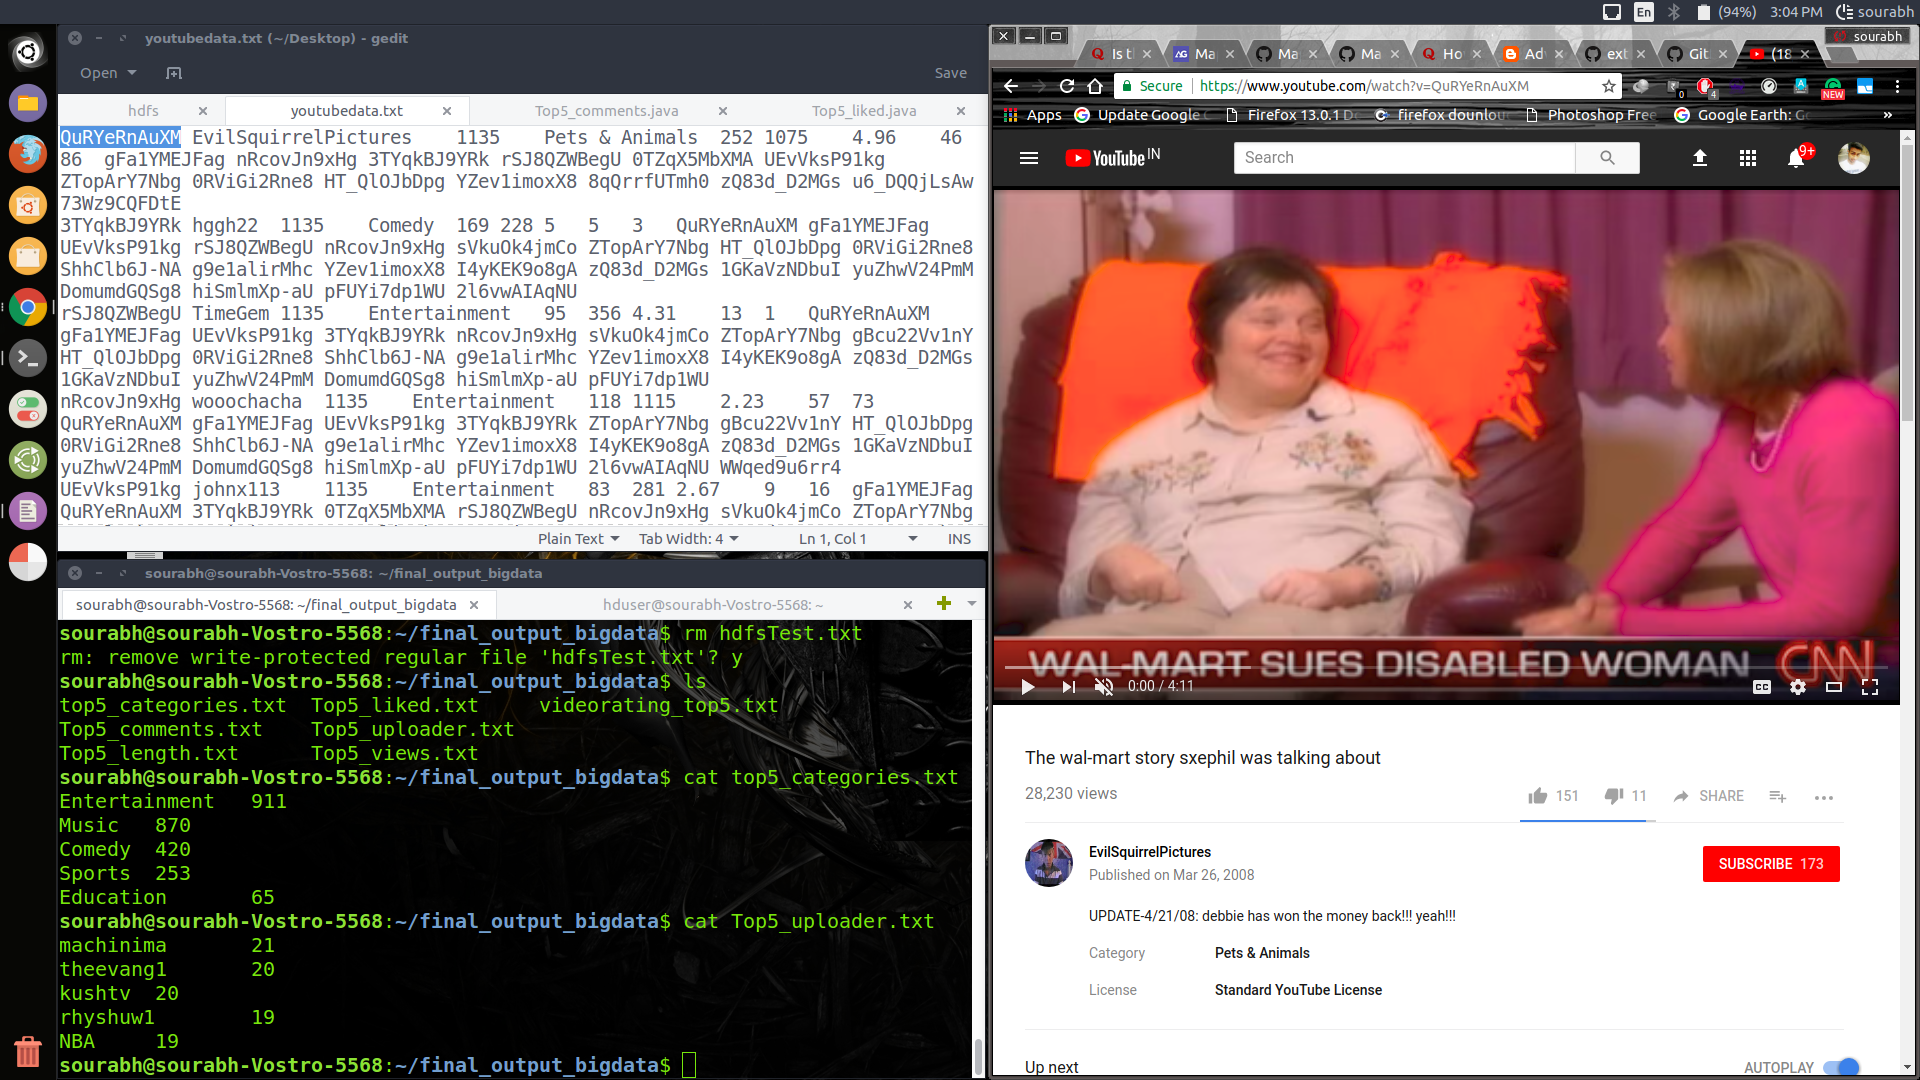 En (94%) 3:04 PM sourabh
youtubedata.txt (~/Desktop) - gedit
Open Save
hdfs youtubedata.txt Top5_comments.java Top5_liked.java
QuRYeRnAuXM EvilSquirrelPictures 1135 Pets & Animals 252 1075 4.96 46
86 gFa1YMEJFag nRcovJn9xHg 3TYqkBJ9YRk rSJ8QZWBegU 0TZqX5MbXMA UEvVksP91kg
ZTopArY7Nbg 0RViGi2Rne8 HT_QlOJbDpg YZev1imoxX8 8qQrrfUTmh0 zQ83d_D2MGs u6_DQQjLsAw
73Wz9CQFDtE
3TYqkBJ9YRk hggh22 1135 Comedy 169 228 5 5 3 QuRYeRnAuXM gFa1YMEJFag
UEvVksP91kg rSJ8QZWBegU nRcovJn9xHg sVkuOk4jmCo ZTopArY7Nbg HT_QlOJbDpg 0RViGi2Rne8
ShhClb6J-NA g9e1alirMhc YZev1imoxX8 I4yKEK9o8gA zQ83d_D2MGs 1GKaVzNDbuI yuZhwV24PmM
DomumdGQSg8 hiSmlmXp-aU pFUYi7dp1WU 2l6vwAIAqNU
rSJ8QZWBegU TimeGem 1135 Entertainment 95 356 4.31 13 1 QuRYeRnAuXM
gFa1YMEJFag UEvVksP91kg 3TYqkBJ9YRk nRcovJn9xHg sVkuOk4jmCo ZTopArY7Nbg gBcu22Vv1nY
HT_QlOJbDpg 0RViGi2Rne8 ShhClb6J-NA g9e1alirMhc YZev1imoxX8 I4yKEK9o8gA zQ83d_D2MGs
1GKaVzNDbuI yuZhwV24PmM DomumdGQSg8 hiSmlmXp-aU pFUYi7dp1WU
nRcovJn9xHg wooochacha 1135 Entertainment 118 1115 2.23 57 73
QuRYeRnAuXM gFa1YMEJFag UEvVksP91kg 3TYqkBJ9YRk ZTopArY7Nbg gBcu22Vv1nY HT_QlOJbDpg
0RViGi2Rne8 ShhClb6J-NA g9e1alirMhc YZev1imoxX8 I4yKEK9o8gA zQ83d_D2MGs 1GKaVzNDbuI
yuZhwV24PmM DomumdGQSg8 hiSmlmXp-aU pFUYi7dp1WU 2l6vwAIAqNU WWqed9u6rr4
UEvVksP91kg johnx113 1135 Entertainment 83 281 2.67 9 16 gFa1YMEJFag
QuRYeRnAuXM 3TYqkBJ9YRk 0TZqX5MbXMA rSJ8QZWBegU nRcovJn9xHg sVkuOk4jmCo ZTopArY7Nbg
Plain Text Tab Width: 4 Ln 1, Col 1 INS
sourabh@sourabh-Vostro-5568: ~/final_output_bigdata
sourabh@sourabh-Vostro-5568: ~/final_output_bigdata hduser@sourabh-Vostro-5568: ~
sourabh@sourabh-Vostro-5568:~/final_output_bigdata$ rm hdfsTest.txt
rm: remove write-protected regular file 'hdfsTest.txt'? y
sourabh@sourabh-Vostro-5568:~/final_output_bigdata$ ls
top5_categories.txt Top5_liked.txt videorating_top5.txt
Top5_comments.txt Top5_uploader.txt
Top5_length.txt Top5_views.txt
sourabh@sourabh-Vostro-5568:~/final_output_bigdata$ cat top5_categories.txt
Entertainment 911
Music 870
Comedy 420
Sports 253
Education 65
sourabh@sourabh-Vostro-5568:~/final_output_bigdata$ cat Top5_uploader.txt
machinima 21
theevang1 20
kushtv 20
rhyshuw1 19
NBA 19
sourabh@sourabh-Vostro-5568:~/final_output_bigdata$
sourabh
Is t Ma Ma Ma Ho Ad ext Git (18
Secure https://www.youtube.com/watch?v=QuRYeRnAuXM 0 4 NEW
Apps Update Google Firefox 13.0.1 D firefox dounlou Photoshop Free Google Earth: G »
YouTube IN Search 9+
WAL-MART SUES DISABLED WOMAN CNN
0:00 / 4:11 CC
The wal-mart story sxephil was talking about
28,230 views
151 11 SHARE
EvilSquirrelPictures
Published on Mar 26, 2008
SUBSCRIBE 173
UPDATE-4/21/08: debbie has won the money back!!! yeah!!!
Category Pets & Animals
License Standard YouTube License
Up next AUTOPLAY